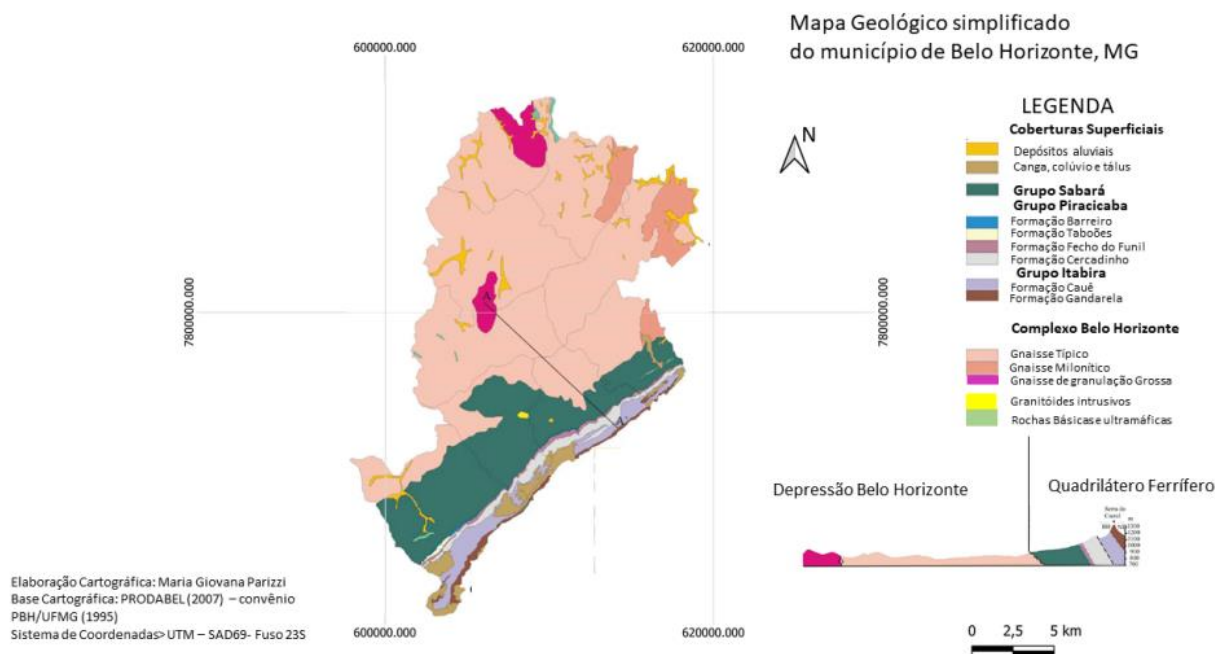 Mapa Geológico simplificado
do município de Belo Horizonte, MG
600000.000
620000.000
N
LEGENDA
Coberturas Superficiais
Depósitos aluviais
Canga, colúvio e tálus
Grupo Sabará
Grupo Piracicaba
Formação Barreiro
Formação Taboões
Formação Fecho do Funil
Formação Cercadinho
Grupo Itabira
Formação Cauê
Formação Gandarela
Complexo Belo Horizonte
Gnaisse Típico
Gnaisse Milonítico
Gnaisse de granulação Grossa
Granitóides intrusivos
Rochas Básicas e ultramáficas
7800000.000
7800000.000
A
A'
Depressão Belo Horizonte
Quadrilátero Ferrífero
Serra do
Curral
Elaboração Cartográfica: Maria Giovana Parizzi
Base Cartográfica: PRODABEL (2007) – convênio
PBH/UFMG (1995)
Sistema de Coordenadas> UTM – SAD69- Fuso 23S
600000.000
620000.000
0 2,5 5 km